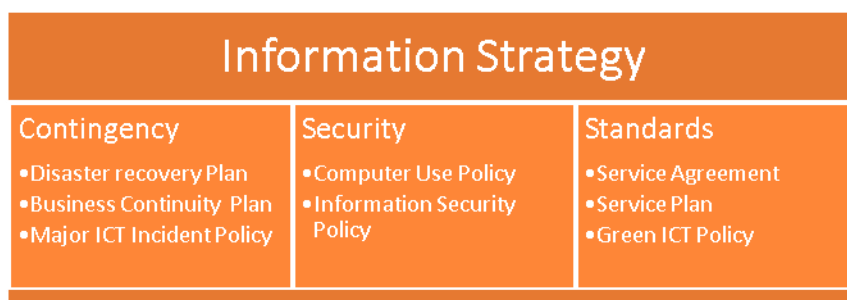 Information Strategy
Contingency
•Disaster recovery Plan
•Business Continuity Plan
•Major ICT Incident Policy
Security
•Computer Use Policy
•Information Security
Policy
Standards
•Service Agreement
•Service Plan
•Green ICT Policy